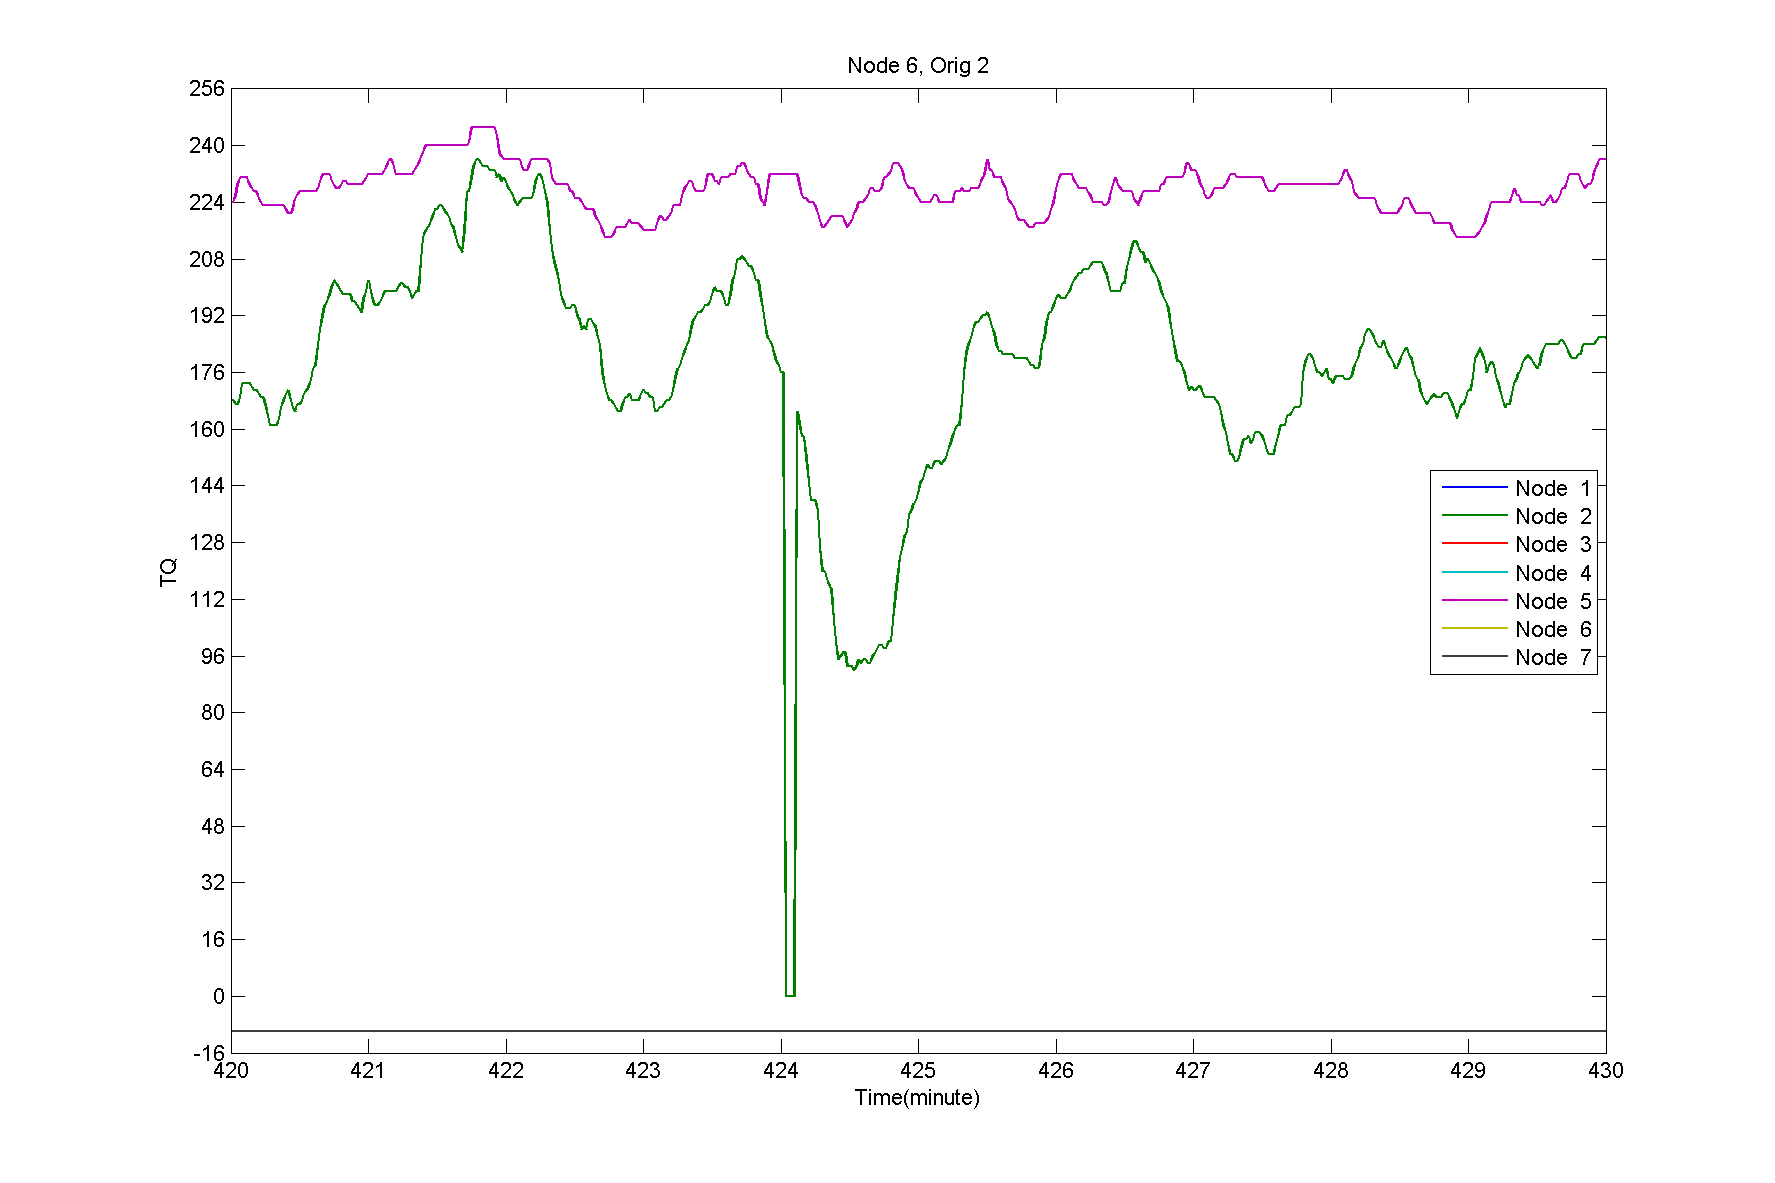 Node 6, Orig 2
256
240
224
208
192
176
160
144
128
112
96
80
64
48
32
16
0
-16
TQ
Node 1
Node 2
Node 3
Node 4
Node 5
Node 6
Node 7
420 421 422 423 424 425 426 427 428 429 430
Time(minute)